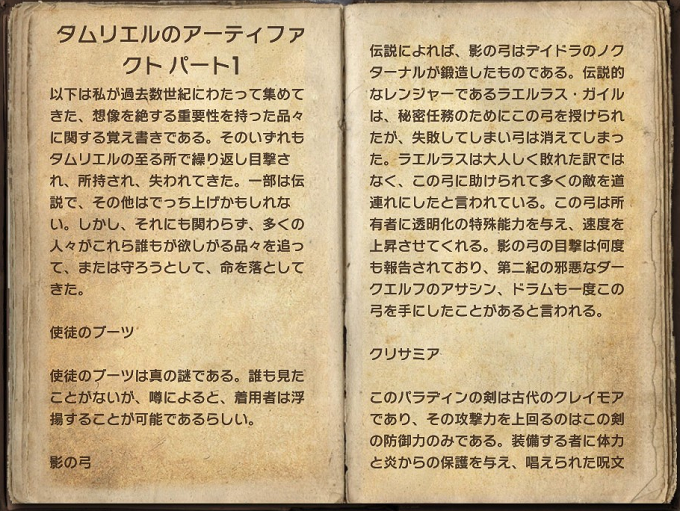 タムリエルのアーティファ
クト パート1
以下は私が過去数世紀にわたって集めて
きた、想像を絶する重要性を持った品々
に関する覚え書きである。そのいずれも
タムリエルの至る所で繰り返し目撃さ
れ、所持され、失われてきた。一部は伝
説で、その他はでっち上げかもしれな
い。しかし、それにも関わらず、多くの
人々がこれら誰もが欲しがる品々を追っ
て、または守ろうとして、命を落として
きた。
使徒のブーツ
使徒のブーツは真の謎である。誰も見た
ことがないが、噂によると、着用者は浮
揚することが可能であるらしい。
影の弓
伝説によれば、影の弓はデイドラのノク
ターナルが鍛造したものである。伝説的
なレンジャーであるラエルラス・ガイル
は、秘密任務のためにこの弓を授けられ
たが、失敗してしまい弓は消えてしまっ
た。ラエルラスは大人しく敗れた訳では
なく、この弓に助けられて多くの敵を道
連れにしたと言われている。この弓は所
有者に透明化の特殊能力を与え、速度を
上昇させてくれる。影の弓の目撃は何度
も報告されており、第二紀の邪悪なダー
クエルフのアサシン、ドラムも一度この
弓を手にしたことがあると言われる。
クリサミア
このパラディンの剣は古代のクレイモア
であり、その攻撃力を上回るのはこの剣
の防御力のみである。装備する者に体力
と炎からの保護を与え、唱えられた呪文